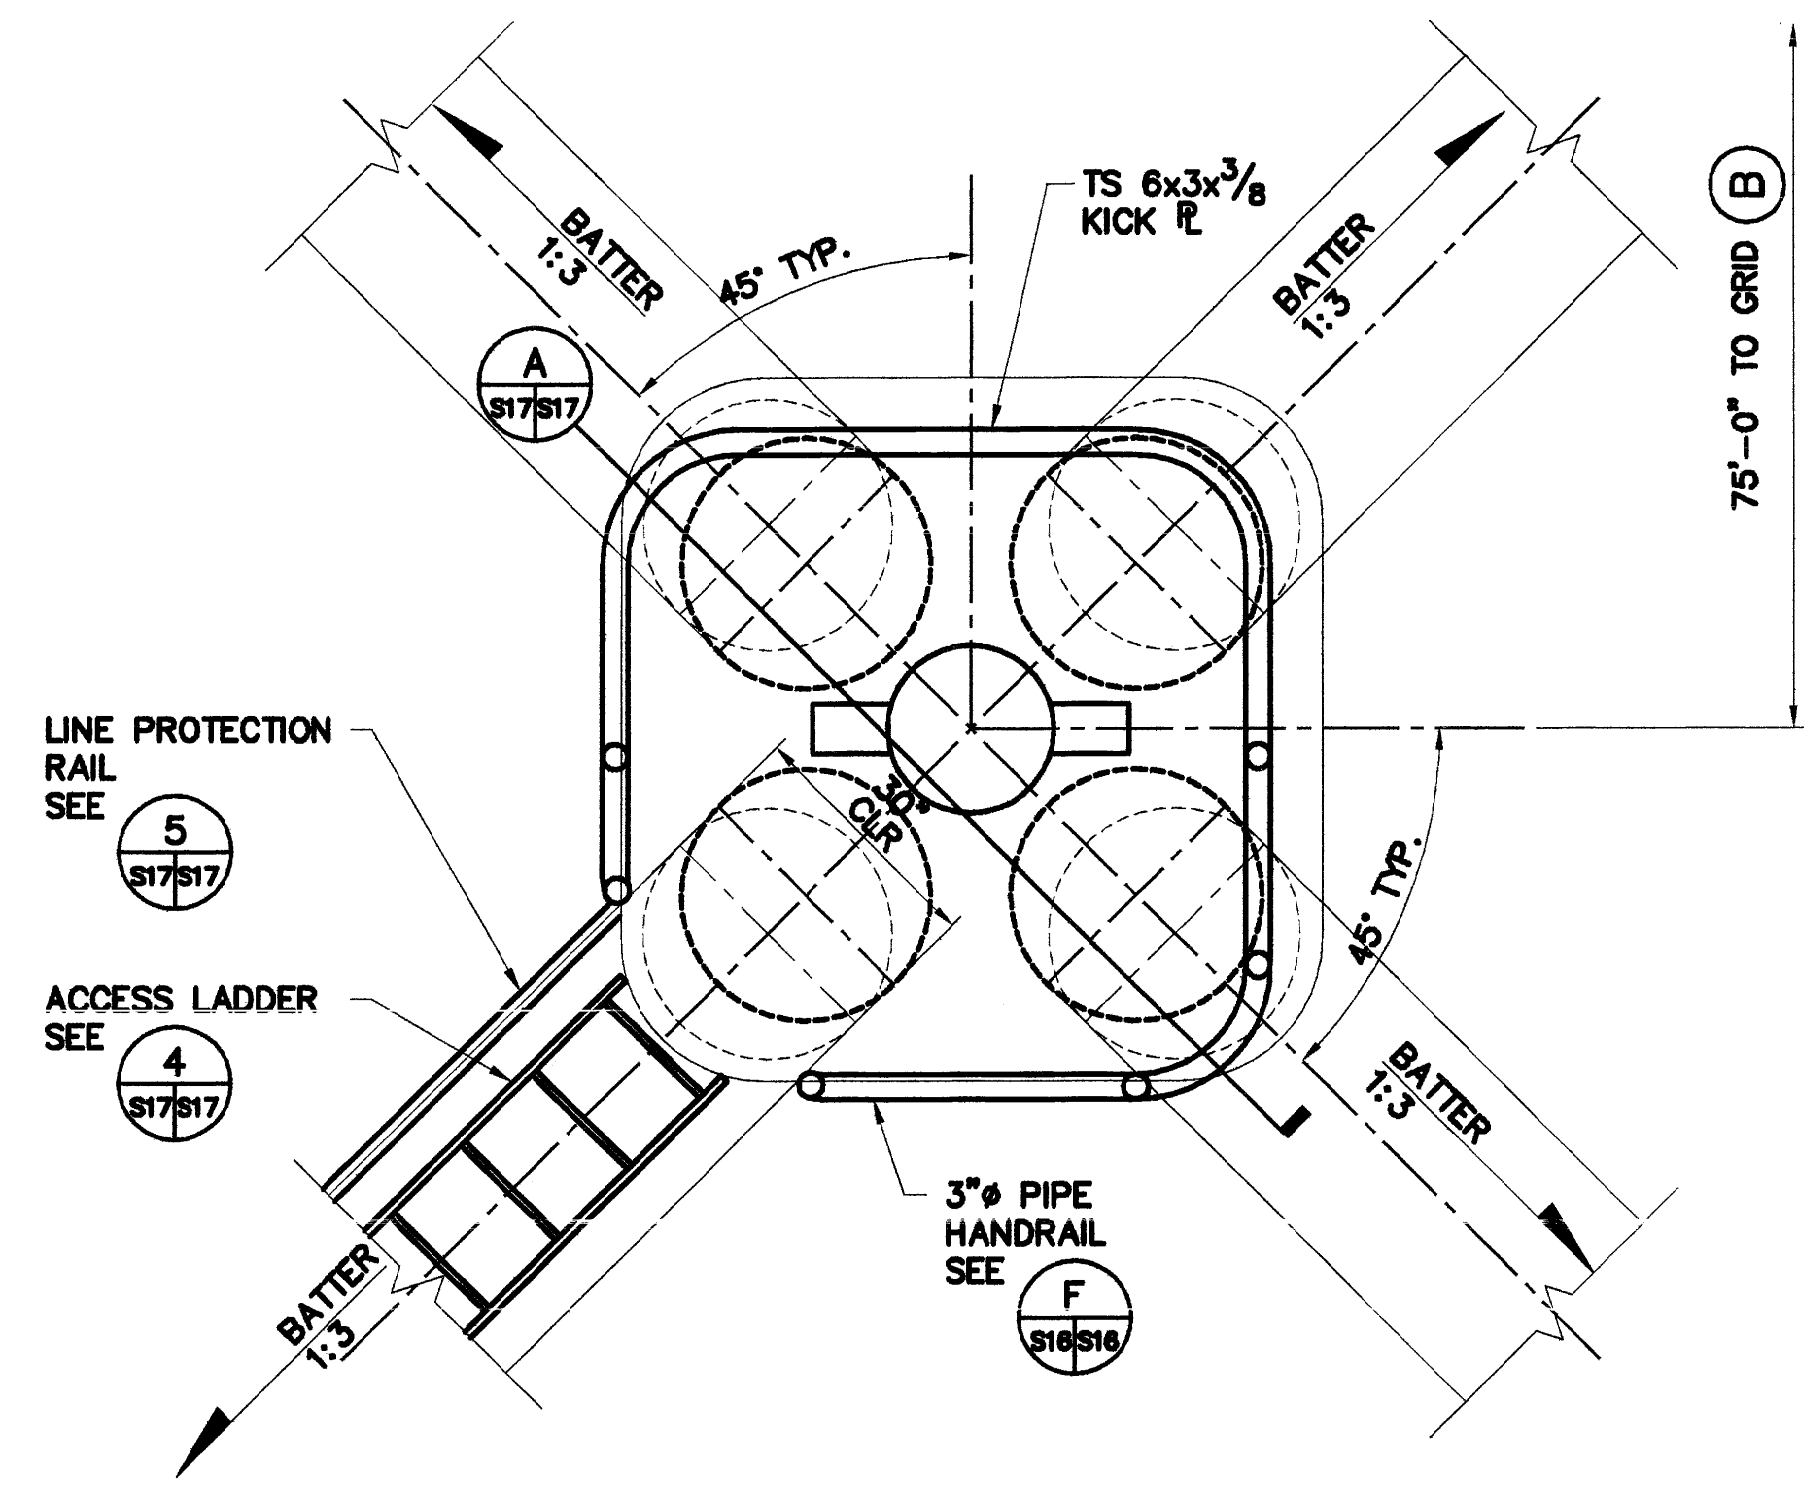 TS 6x3x3/8
KICK ℄
BATTER
1:3
45° TYP.
BATTER
1:3
75'-0" TO GRID
B
A
S17 S17
LINE PROTECTION
RAIL
SEE
5
S17 S17
30"
CLR
45° TYP.
ACCESS LADDER
SEE
4
S17 S17
BATTER
1:3
3"ø PIPE
HANDRAIL
SEE
F
S16 S16
BATTER
1:3